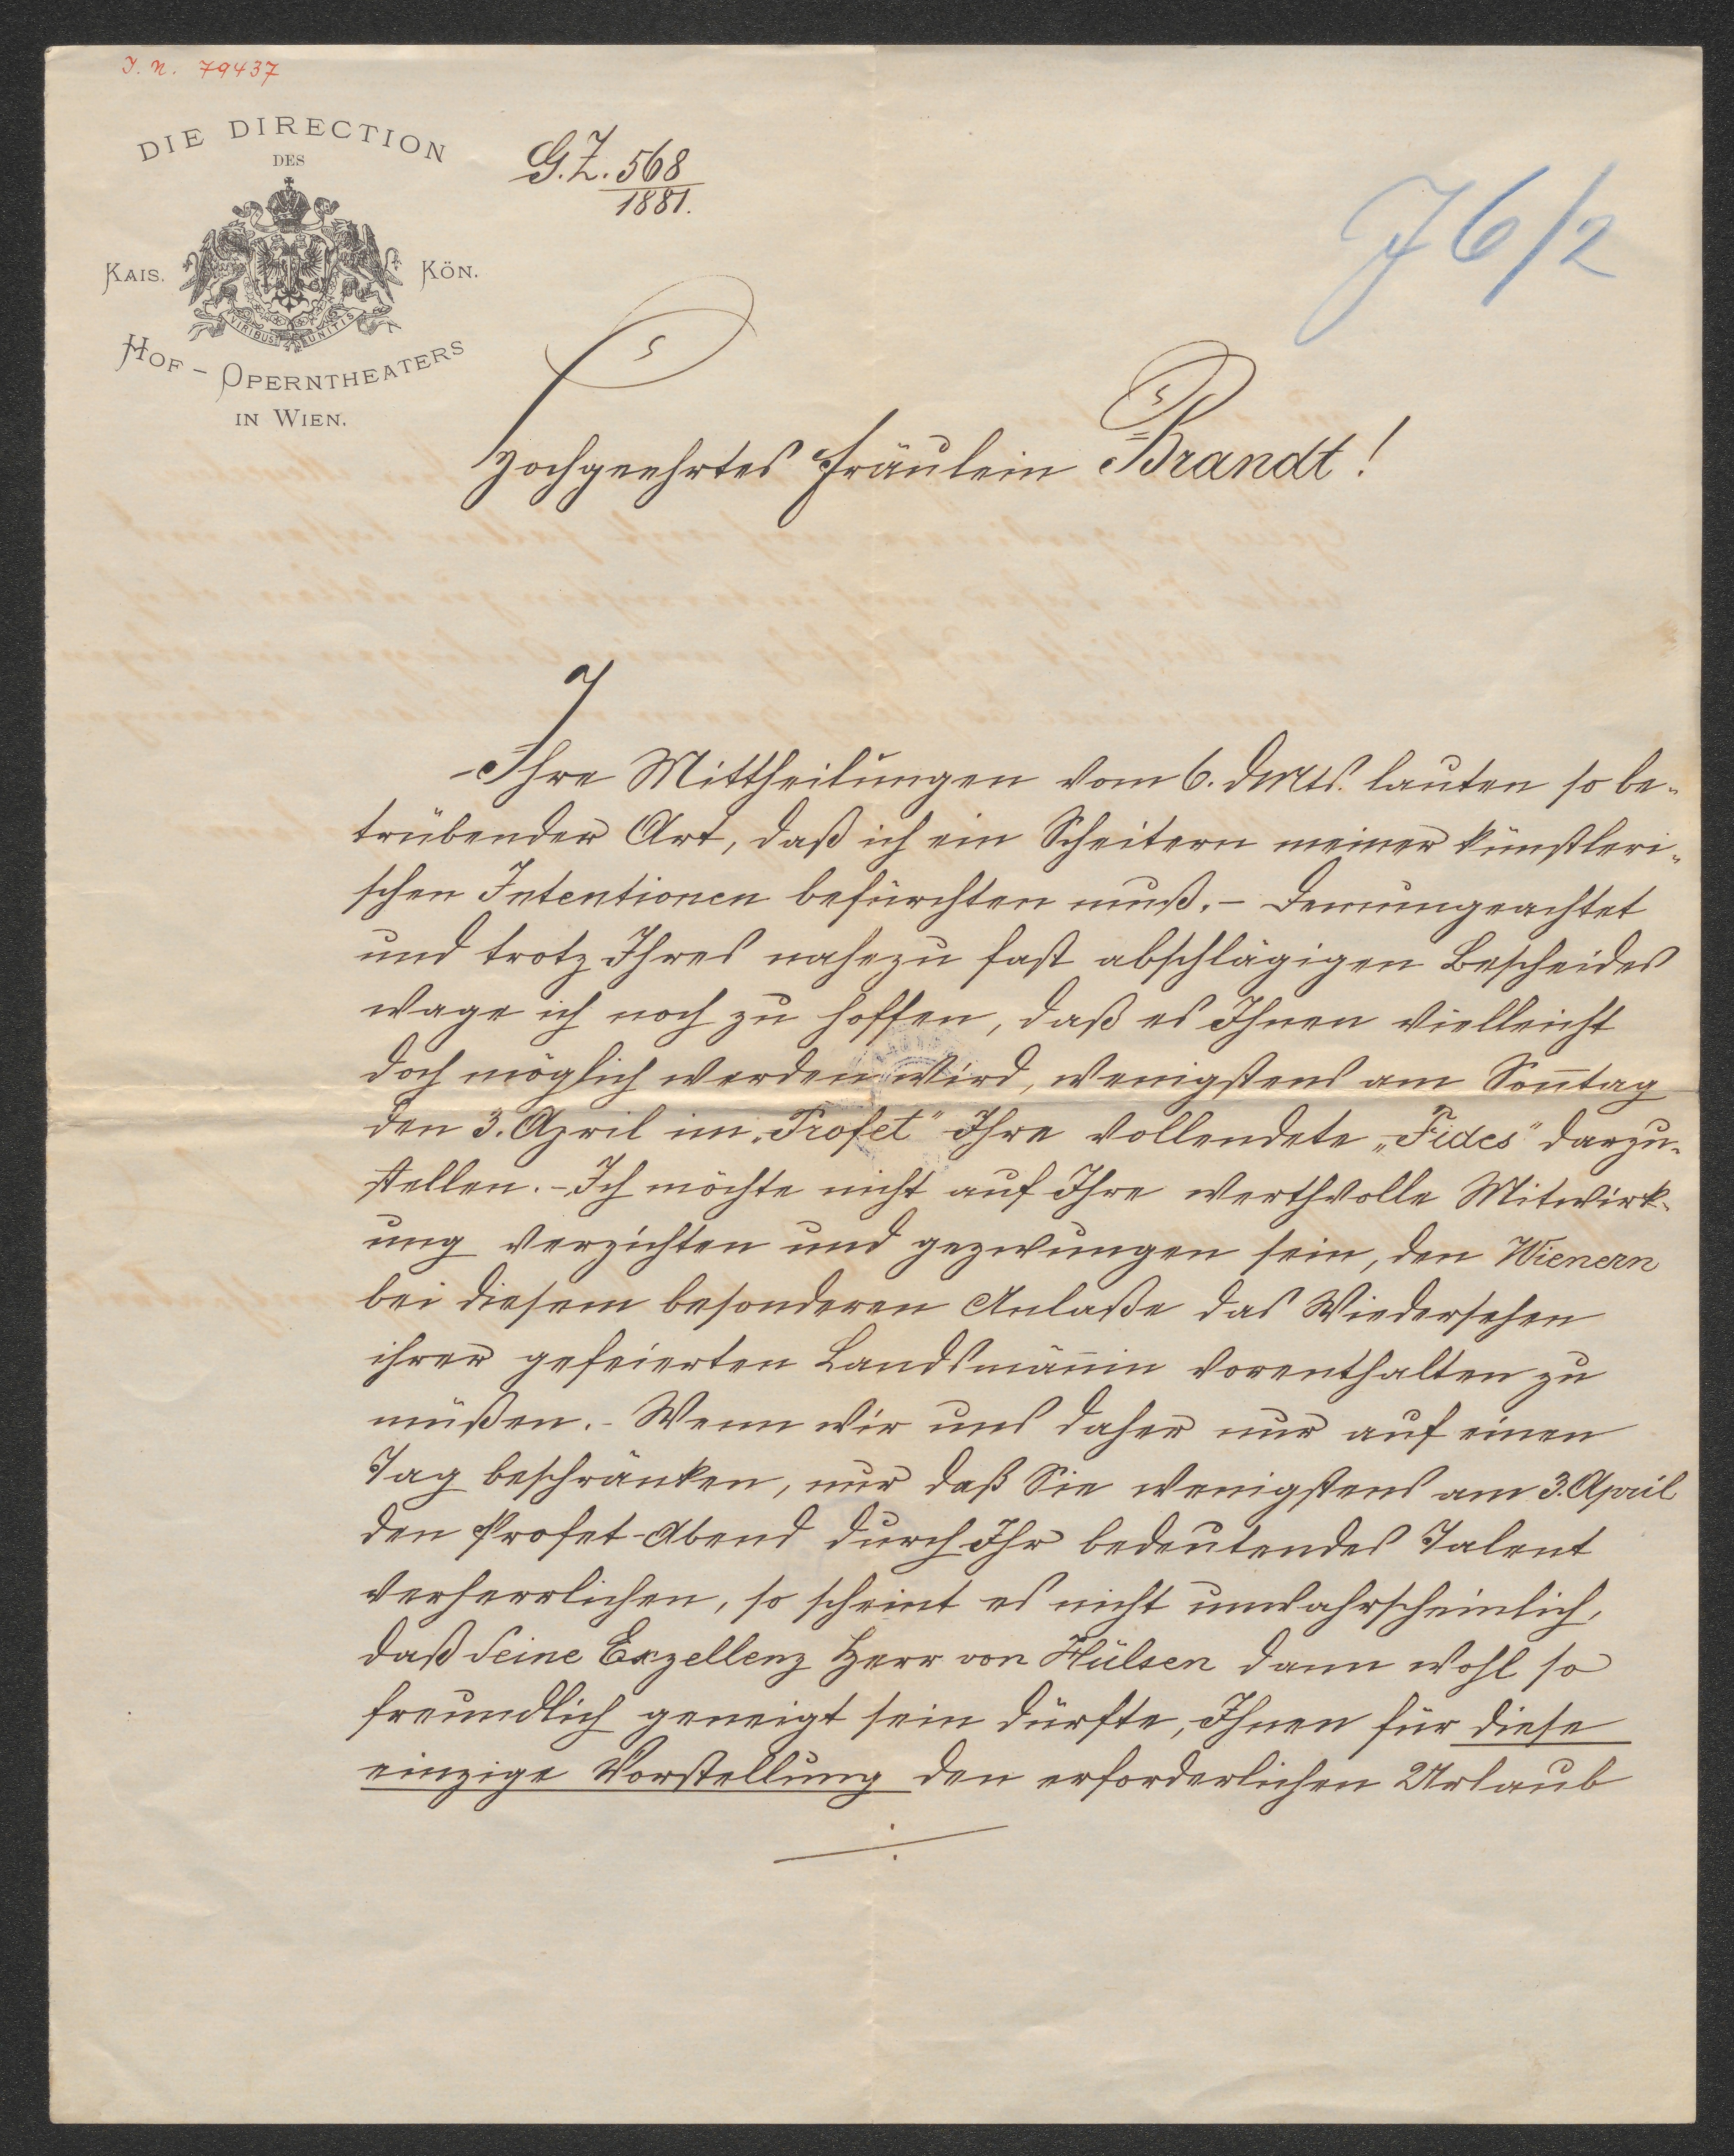 I. N. 79437
DIE DIRECTION
DES
KAIS. KÖN.
VIRIBUS UNITIS
HOF-OPERNTHEATERS
IN WIEN.
G.Z. 568
1881.
J 6/2
Hochgeehrtes Fräulein Brandt!
Ihre Mittheilungen vom 6. d Mts. lauten so be-
trübender Art, daß ich ein Scheitern meiner künstleri-
schen Intentionen befürchten muß. – Demungeachtet
und trotz Ihres nahezu fast abschlägigen Bescheides
wage ich noch zu hoffen, daß es Ihnen vielleicht
doch möglich werden wird, wenigstens am Sonntag
den 3. April im „Profet" Ihre vollendete „Fides" darzu-
stellen. – Ich möchte nicht auf Ihre werthvolle Mitwirk-
ung verzichten und gezwungen sein, den Wienern
bei diesem besonderen Anlaße das Wiedersehen
ihrer gefeierten Landsmännin vorenthalten zu
müßen. – Wenn wir uns daher nur auf einen
Tag beschränken, nur daß Sie wenigstens am 3. April
den Profet-Abend durch Ihr bedeutendes Talent
verherrlichen, so scheint es nicht unwahrscheinlich,
daß Seine Exzellenz Herr von Hülsen dann wohl so
freundlich geneigt sein dürfte, Ihnen für diese
einzige Vorstellung den erforderlichen Urlaub